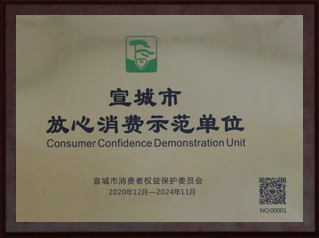 宣城市
放心消费示范单位
Consumer Confidence Demonstration Unit
宣城市消费者权益保护委员会
2020年12月—2024年11月
NO:00001